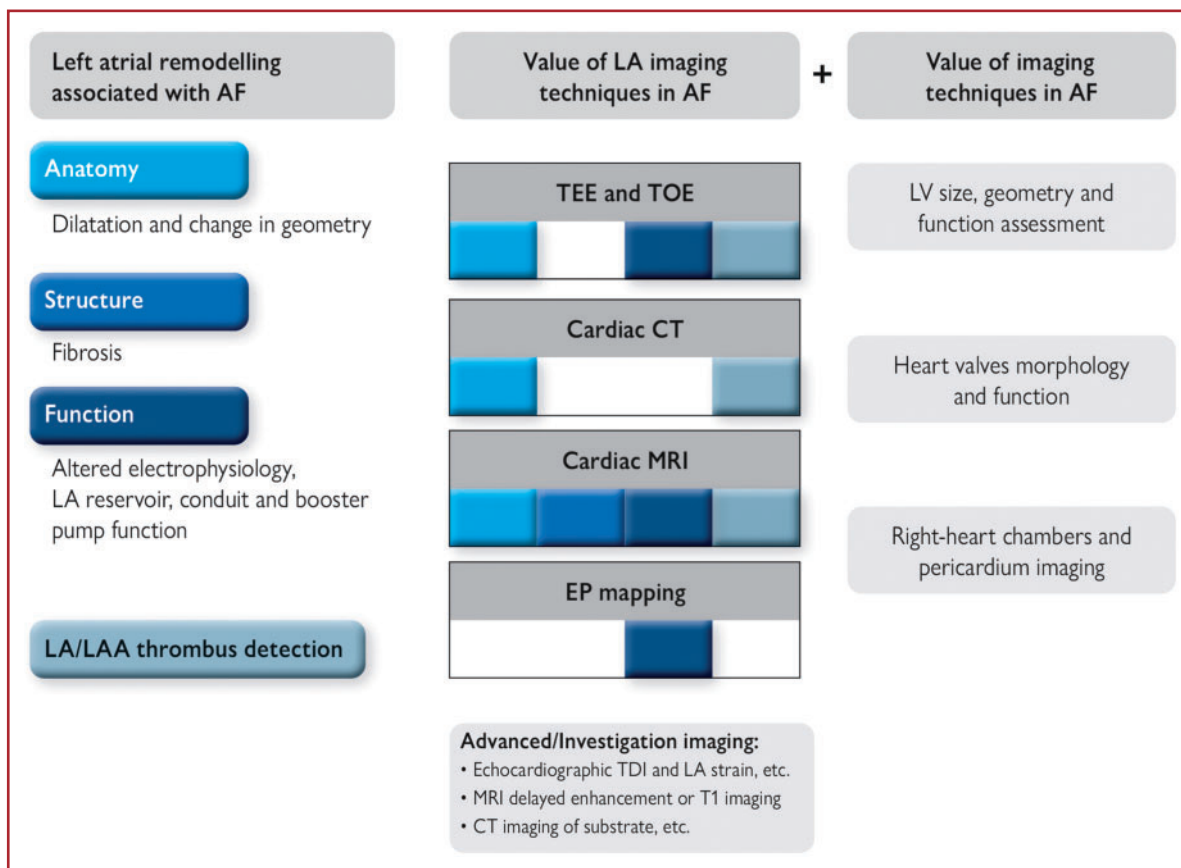 Left atrial remodelling
associated with AF
Anatomy
Dilatation and change in geometry
Structure
Fibrosis
Function
Altered electrophysiology,
LA reservoir, conduit and booster
pump function
LA/LAA thrombus detection
Value of LA imaging
techniques in AF
TEE and TOE
Cardiac CT
Cardiac MRI
EP mapping
Advanced/Investigation imaging:
• Echocardiographic TDI and LA strain, etc.
• MRI delayed enhancement or T1 imaging
• CT imaging of substrate, etc.
+
Value of imaging
techniques in AF
LV size, geometry and
function assessment
Heart valves morphology
and function
Right-heart chambers and
pericardium imaging